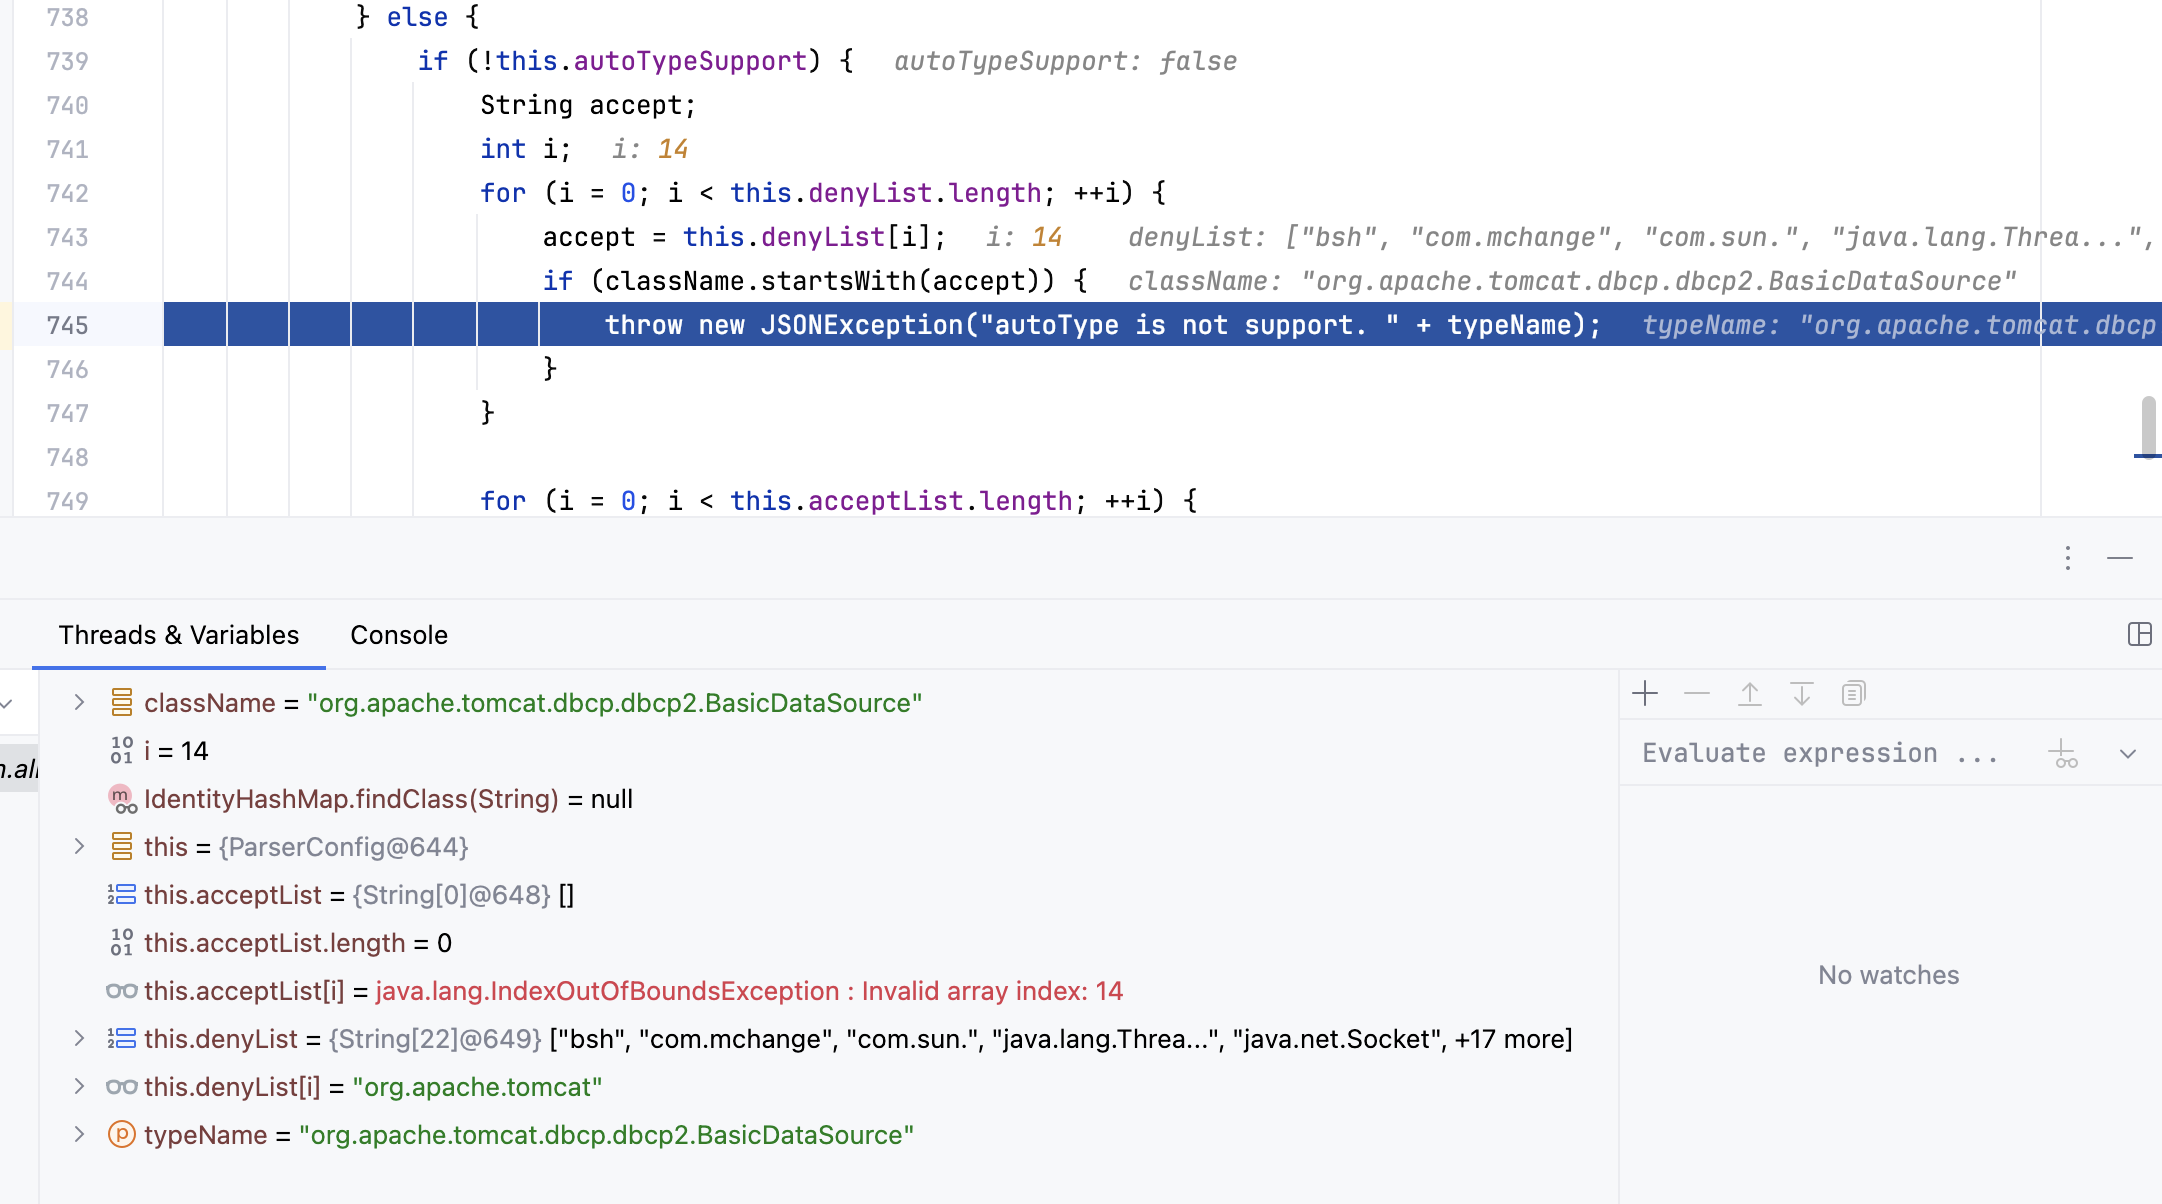 738 } else {
739 if (!this.autoTypeSupport) { autoTypeSupport: false
740 String accept;
741 int i; i: 14
742 for (i = 0; i < this.denyList.length; ++i) {
743 accept = this.denyList[i]; i: 14 denyList: ["bsh", "com.mchange", "com.sun.", "java.lang.Threa...",
744 if (className.startsWith(accept)) { className: "org.apache.tomcat.dbcp.dbcp2.BasicDataSource"
745 throw new JSONException("autoType is not support. " + typeName); typeName: "org.apache.tomcat.dbcp
746 }
747 }
748
749 for (i = 0; i < this.acceptList.length; ++i) {
Threads & Variables Console
className = "org.apache.tomcat.dbcp.dbcp2.BasicDataSource"
i = 14
IdentityHashMap.findClass(String) = null
this = {ParserConfig@644}
this.acceptList = {String[0]@648} []
this.acceptList.length = 0
this.acceptList[i] = java.lang.IndexOutOfBoundsException : Invalid array index: 14
this.denyList = {String[22]@649} ["bsh", "com.mchange", "com.sun.", "java.lang.Threa...", "java.net.Socket", +17 more]
this.denyList[i] = "org.apache.tomcat"
typeName = "org.apache.tomcat.dbcp.dbcp2.BasicDataSource"
Evaluate expression ...
No watches